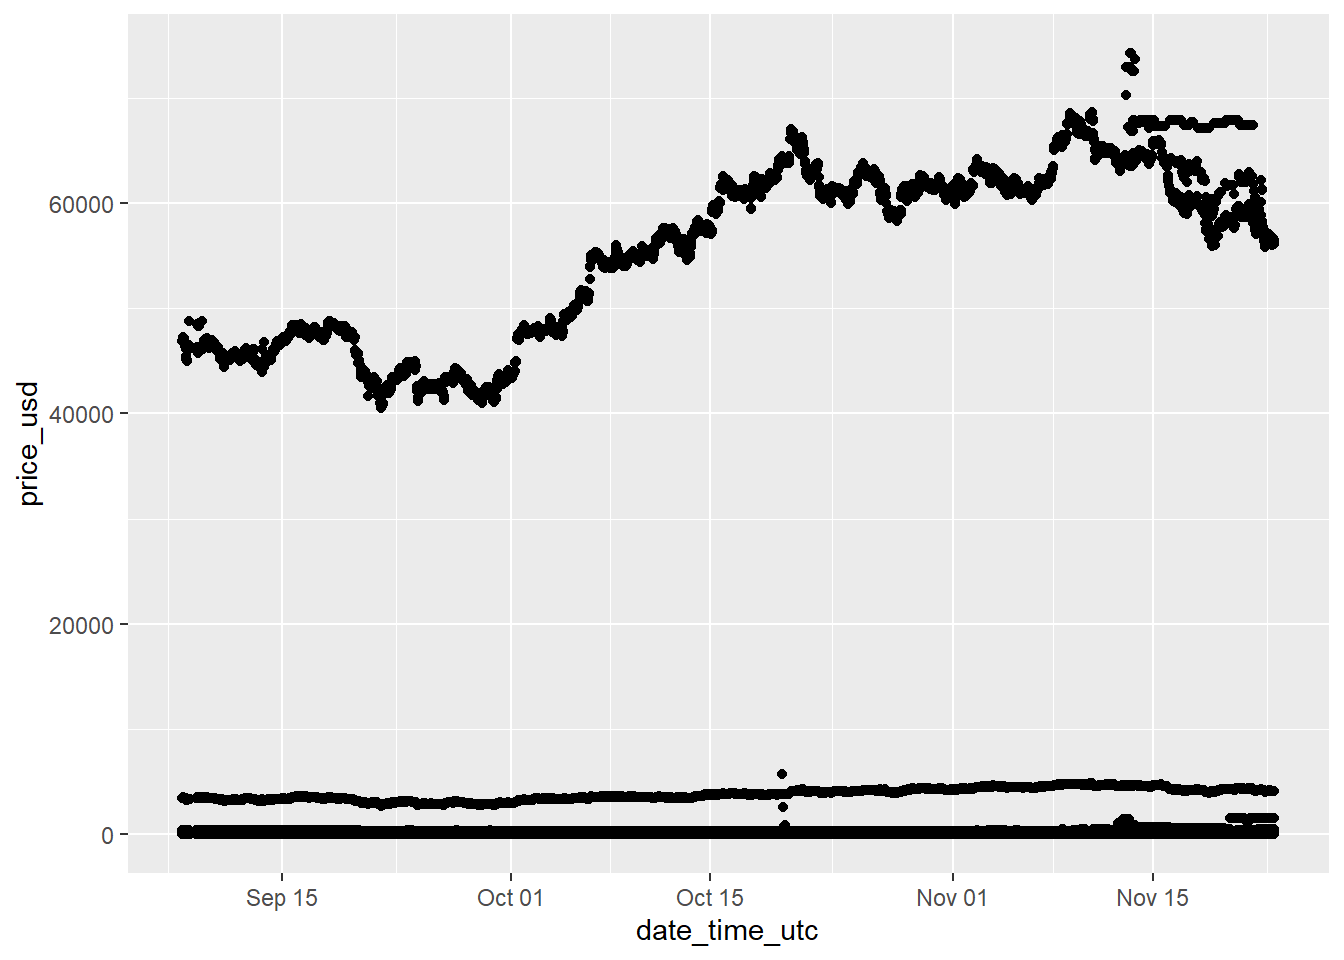 price_usd
60000
40000
20000
0
Sep 15
Oct 01
Oct 15
Nov 01
Nov 15
date_time_utc